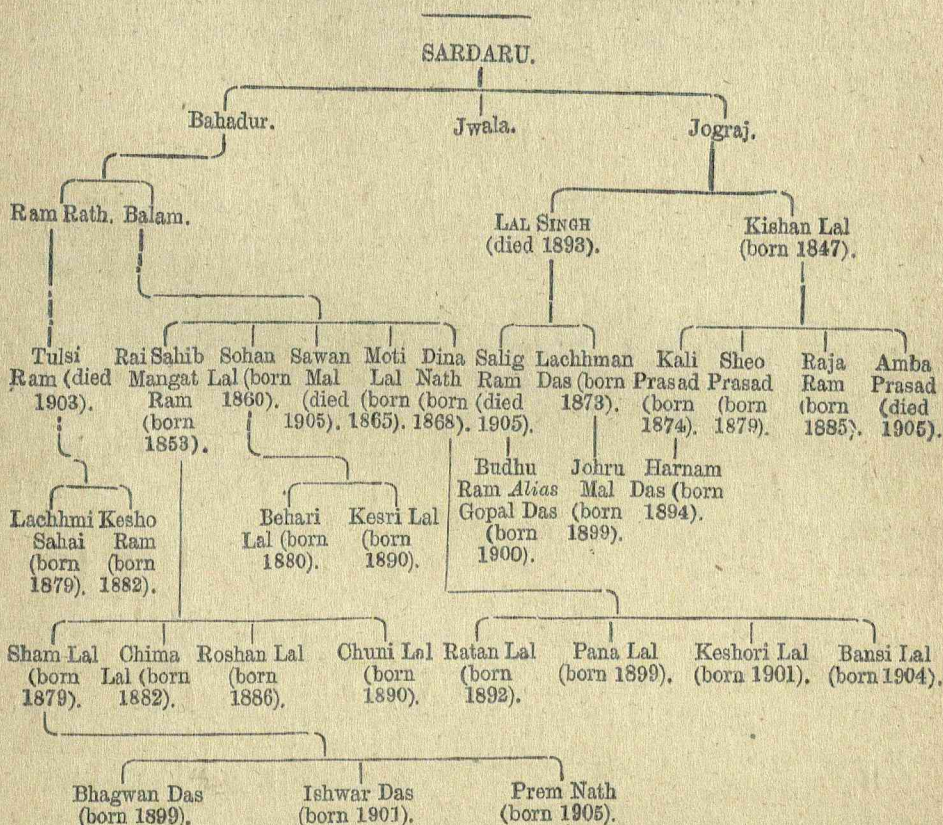 SARDARU.
Bahadur. Jwala. Jograj.
Ram Rath. Balam. LAL SINGH Kishan Lal
(died 1893). (born 1847).
Tulsi Rai Sahib Sohan Sawan Moti Dina Salig Lachhman Kali Sheo Raja Amba
Ram (died Mangat Lal (born Mal Lal Nath Ram Das (born Prasad Prasad Ram Prasad
1903). Ram 1860). (died (born (born (died 1873). (born (born (born (died
(born 1905). 1865). 1868). 1905). 1874). 1879). 1885). 1905).
1853).
Budhu Johru Harnam
Ram Alias Mal Das (born
Gopal Das (born 1894).
(born 1899).
1900).
Lachhmi Kesho Behari Kesri Lal
Sahai Ram Lal (born (born
(born (born 1880). 1890).
1879). 1882).
Sham Lal Chima Roshan Lal Chuni Lal Ratan Lal Pana Lal Keshori Lal Bansi Lal
(born Lal (born (born (born (born (born 1899). (born 1901). (born 1904).
1879). 1882). 1886). 1890). 1892).
Bhagwan Das Ishwar Das Prem Nath
(born 1899). (born 1901). (born 1905).